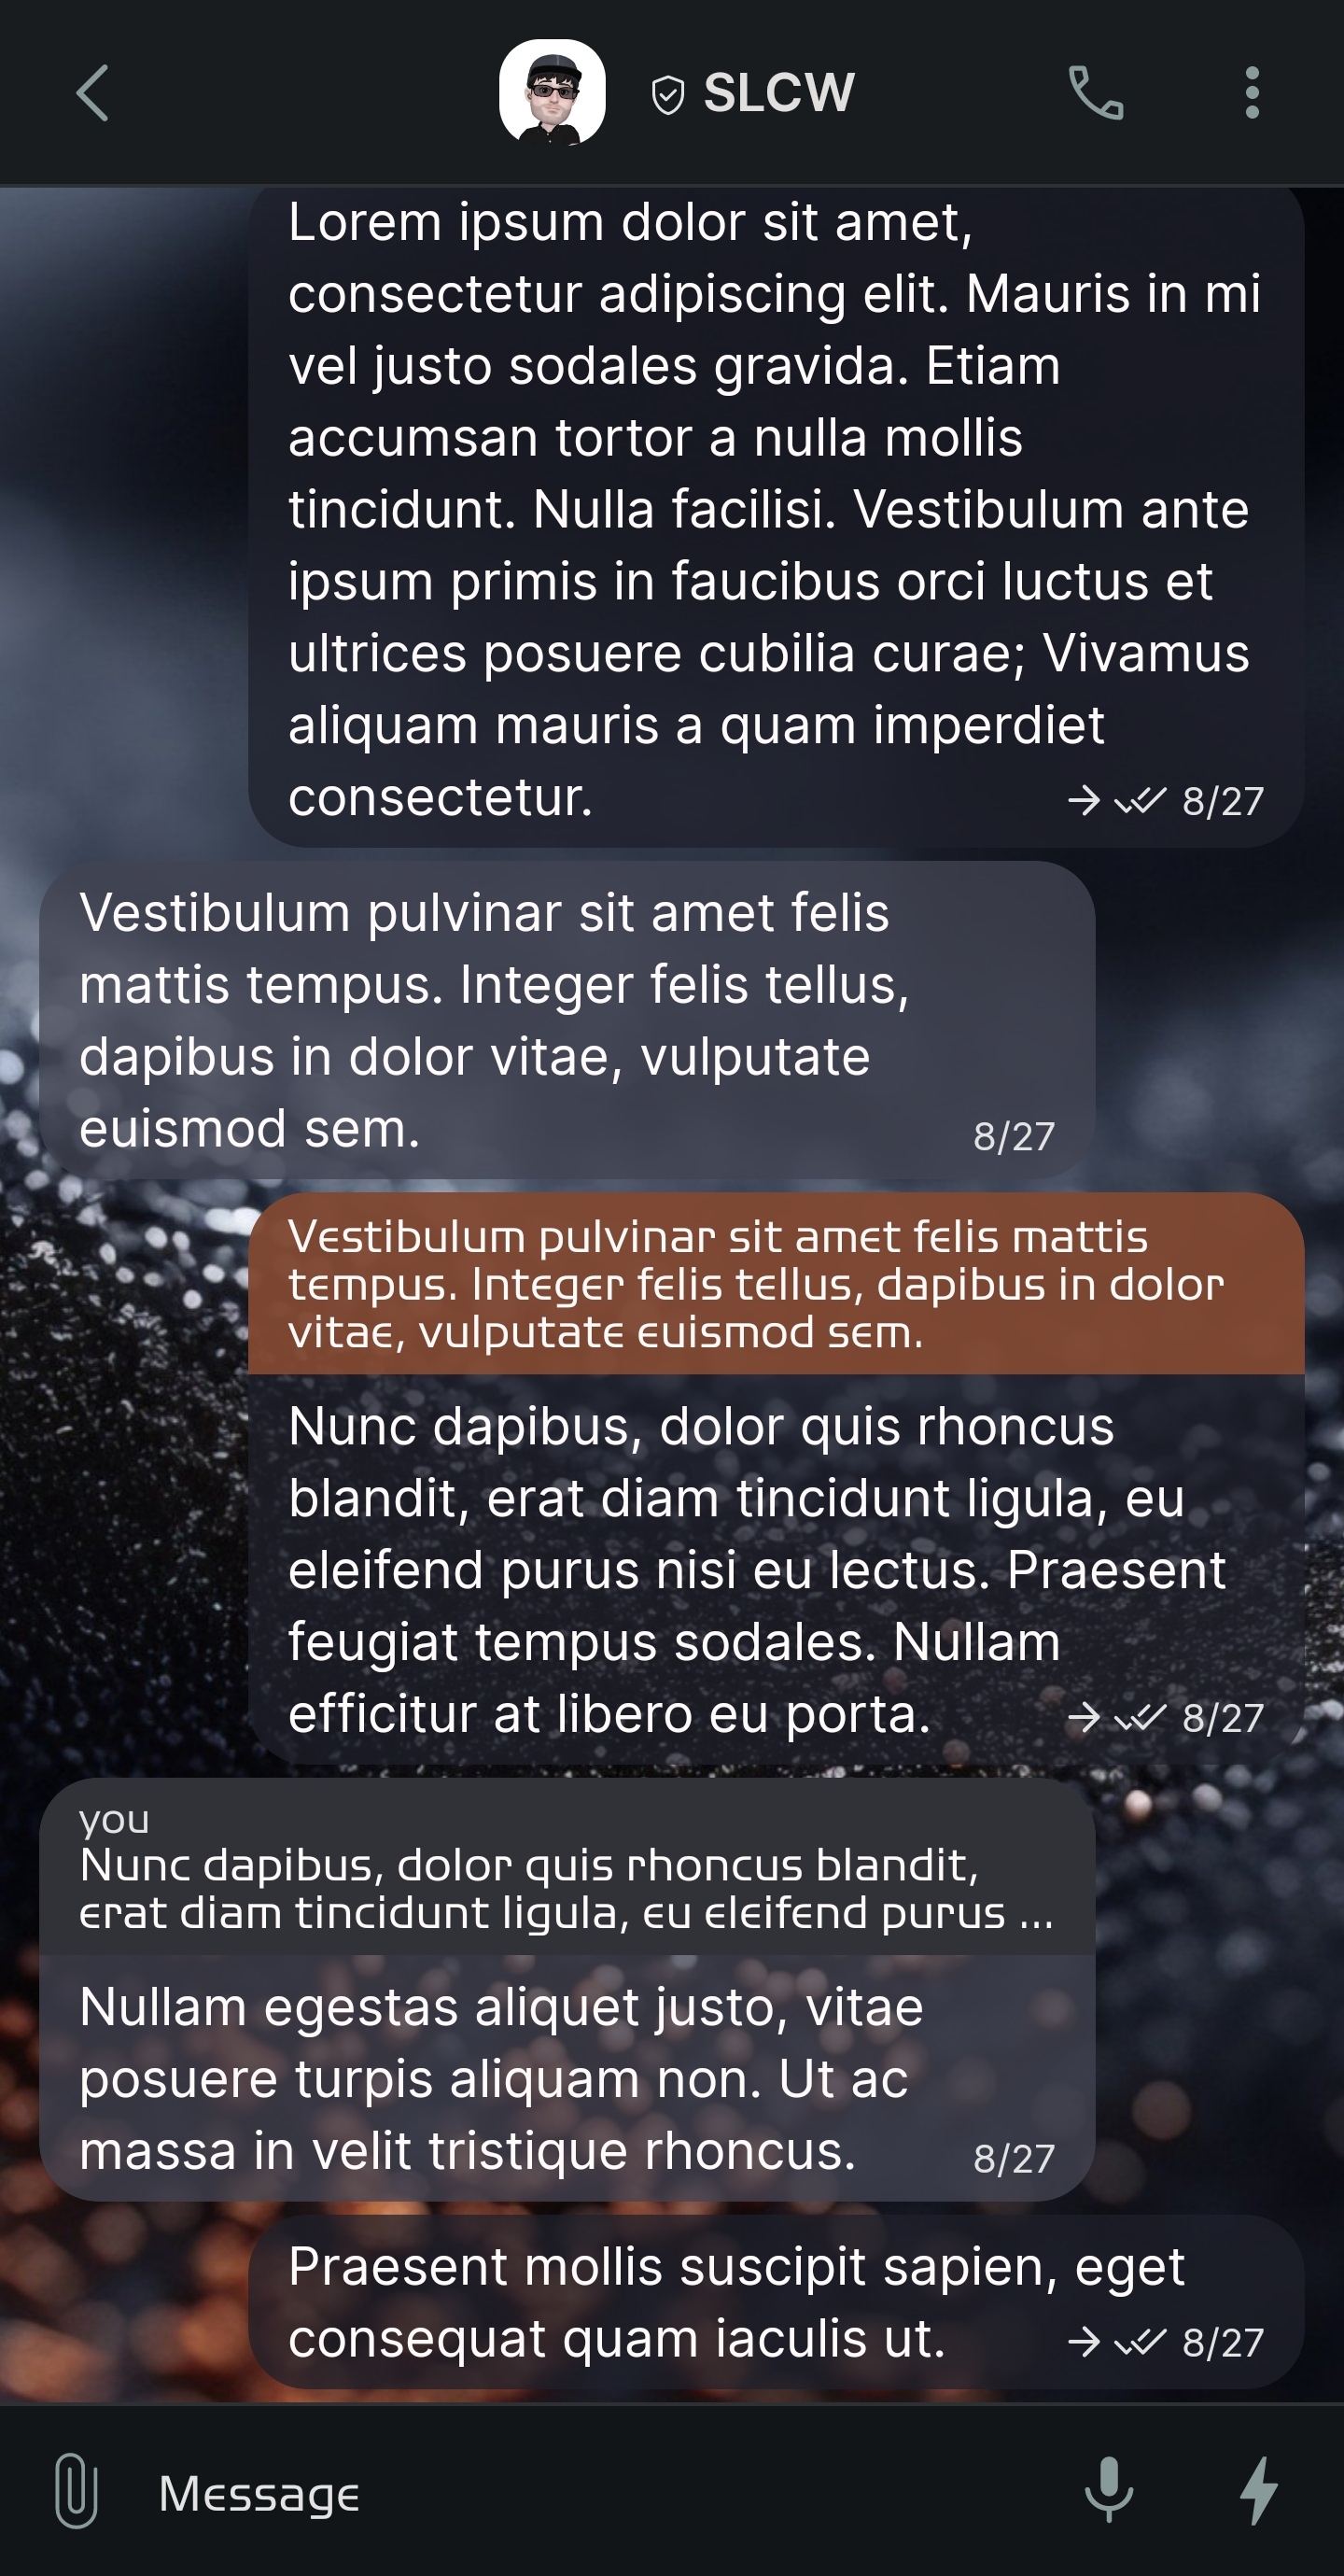 SLCW
Lorem ipsum dolor sit amet,
consectetur adipiscing elit. Mauris in mi
vel justo sodales gravida. Etiam
accumsan tortor a nulla mollis
tincidunt. Nulla facilisi. Vestibulum ante
ipsum primis in faucibus orci luctus et
ultrices posuere cubilia curae; Vivamus
aliquam mauris a quam imperdiet
consectetur. → 8/27
Vestibulum pulvinar sit amet felis
mattis tempus. Integer felis tellus,
dapibus in dolor vitae, vulputate
euismod sem. 8/27
Vestibulum pulvinar sit amet felis mattis
tempus. Integer felis tellus, dapibus in dolor
vitae, vulputate euismod sem.
Nunc dapibus, dolor quis rhoncus
blandit, erat diam tincidunt ligula, eu
eleifend purus nisi eu lectus. Praesent
feugiat tempus sodales. Nullam
efficitur at libero eu porta. → 8/27
you
Nunc dapibus, dolor quis rhoncus blandit,
erat diam tincidunt ligula, eu eleifend purus ...
Nullam egestas aliquet justo, vitae
posuere turpis aliquam non. Ut ac
massa in velit tristique rhoncus. 8/27
Praesent mollis suscipit sapien, eget
consequat quam iaculis ut. → 8/27
Message